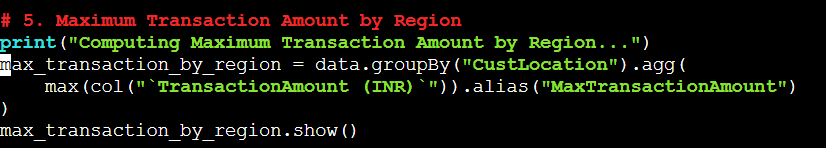 # 5. Maximum Transaction Amount by Region
print("Computing Maximum Transaction Amount by Region...")
max_transaction_by_region = data.groupBy("CustLocation").agg(
    max(col("`TransactionAmount (INR)`")).alias("MaxTransactionAmount")
)
max_transaction_by_region.show()